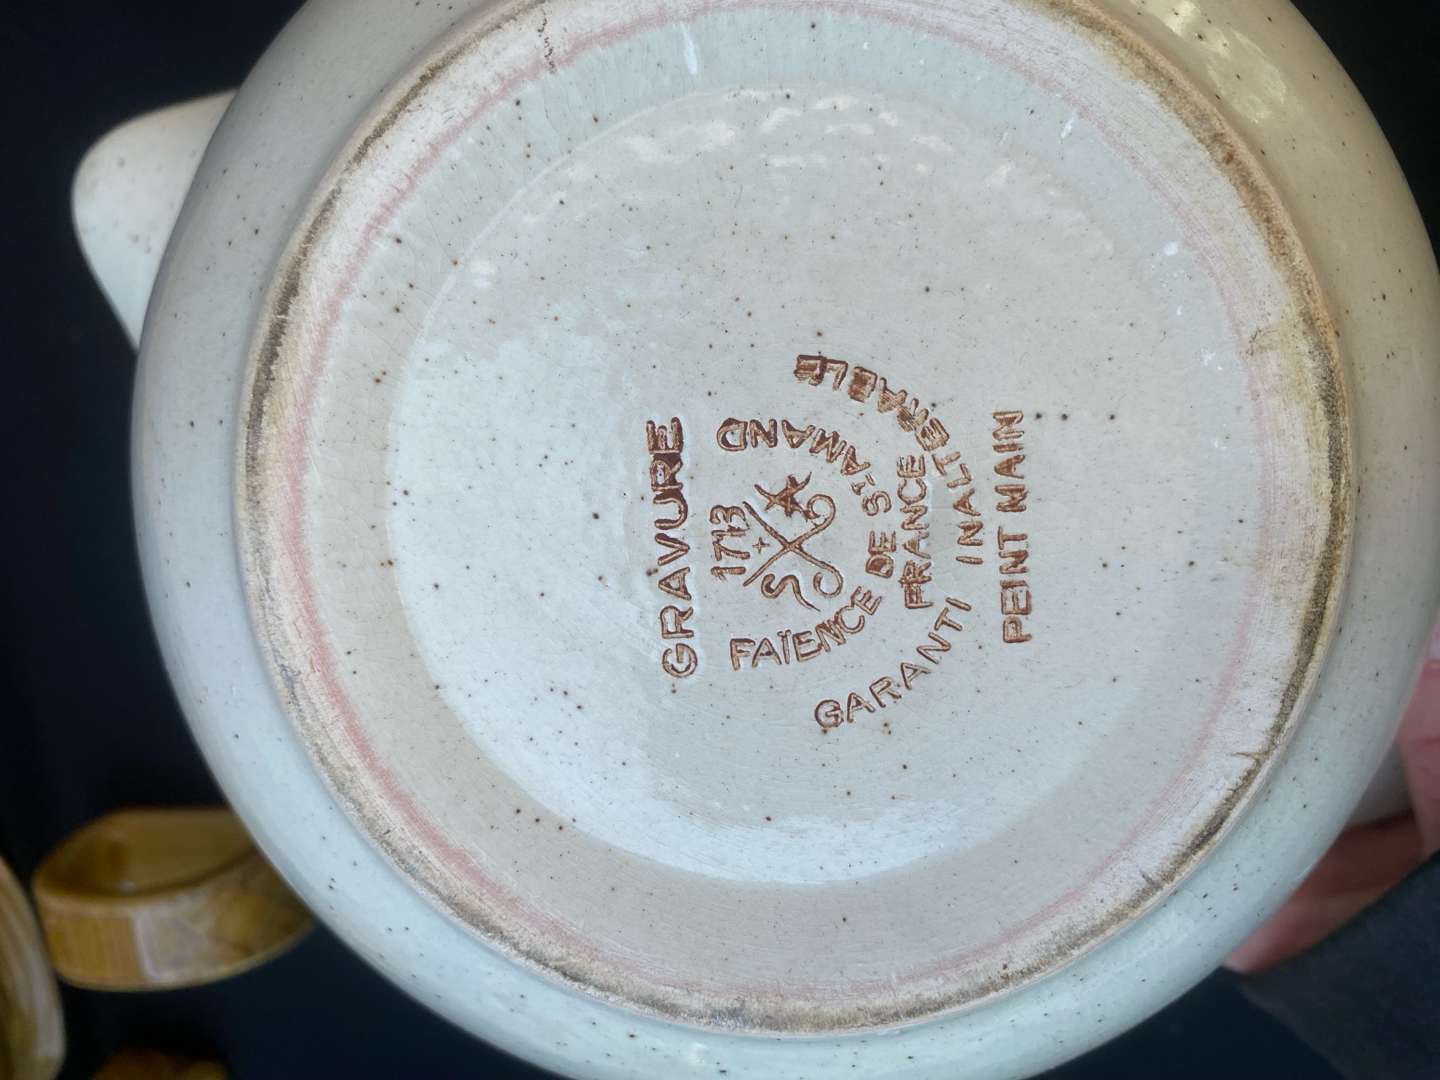 GRAVURE
1713
FAÏENCE DE ST AMAND
FRANCE
GARANTI INALTÉRABLE
PEINT MAIN